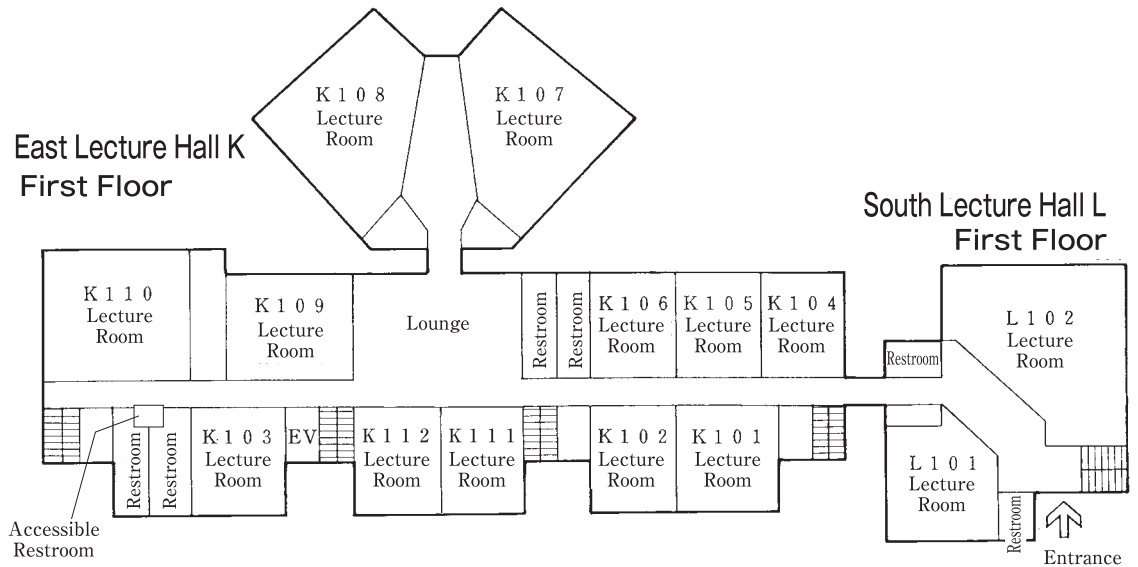 K108
Lecture
Room
K107
Lecture
Room
East Lecture Hall K
First Floor
South Lecture Hall L
First Floor
K110
Lecture
Room
K109
Lecture
Room
Lounge
Restroom
Restroom
K106
Lecture
Room
K105
Lecture
Room
K104
Lecture
Room
Restroom
L102
Lecture
Room
Restroom
Restroom
K103
Lecture
Room
EV
K112
Lecture
Room
K111
Lecture
Room
K102
Lecture
Room
K101
Lecture
Room
L101
Lecture
Room
Restroom
Accessible
Restroom
Entrance